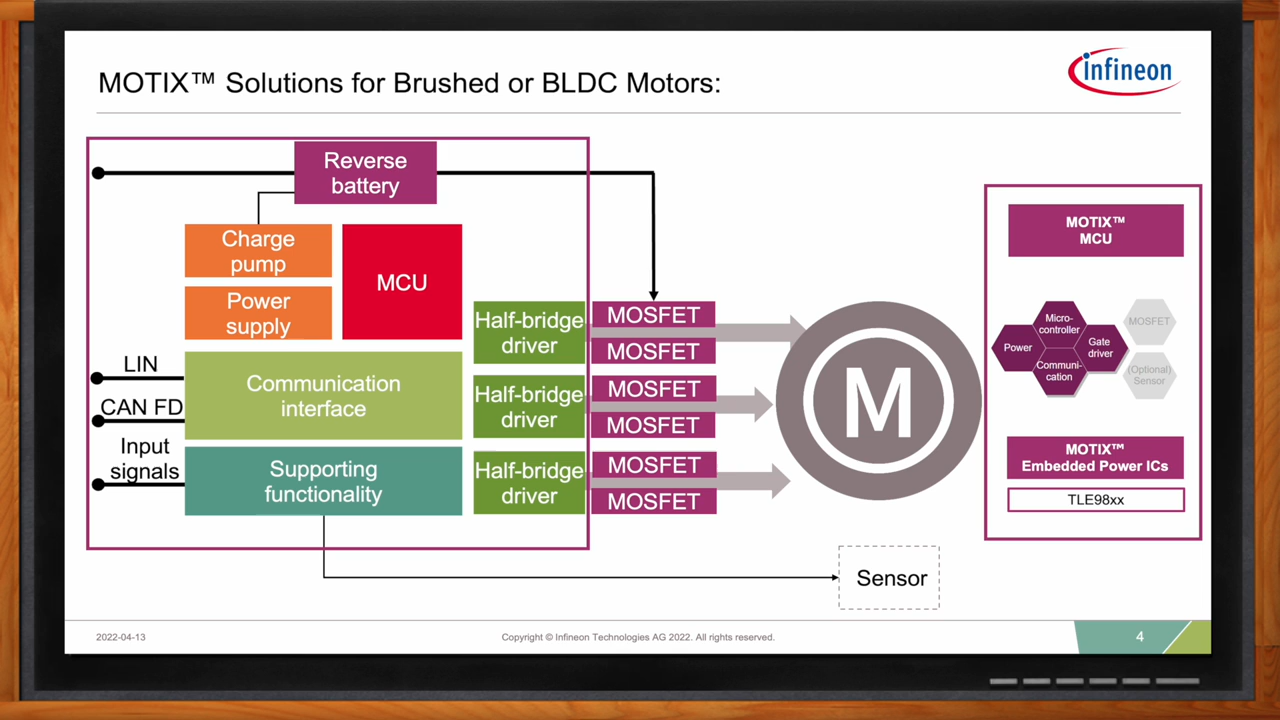 MOTIX™ Solutions for Brushed or BLDC Motors:
infineon
Reverse
battery
Charge
pump
MCU
Power
supply
LIN
CAN FD
Input
signals
Communication
interface
Supporting
functionality
Half-bridge
driver
Half-bridge
driver
Half-bridge
driver
MOSFET
MOSFET
MOSFET
MOSFET
MOSFET
MOSFET
M
Sensor
MOTIX™
MCU
Micro-
controller
Power
Gate
driver
Communi-
cation
MOSFET
(Optional)
Sensor
MOTIX™
Embedded Power ICs
TLE98xx
2022-04-13
Copyright © Infineon Technologies AG 2022. All rights reserved.
4